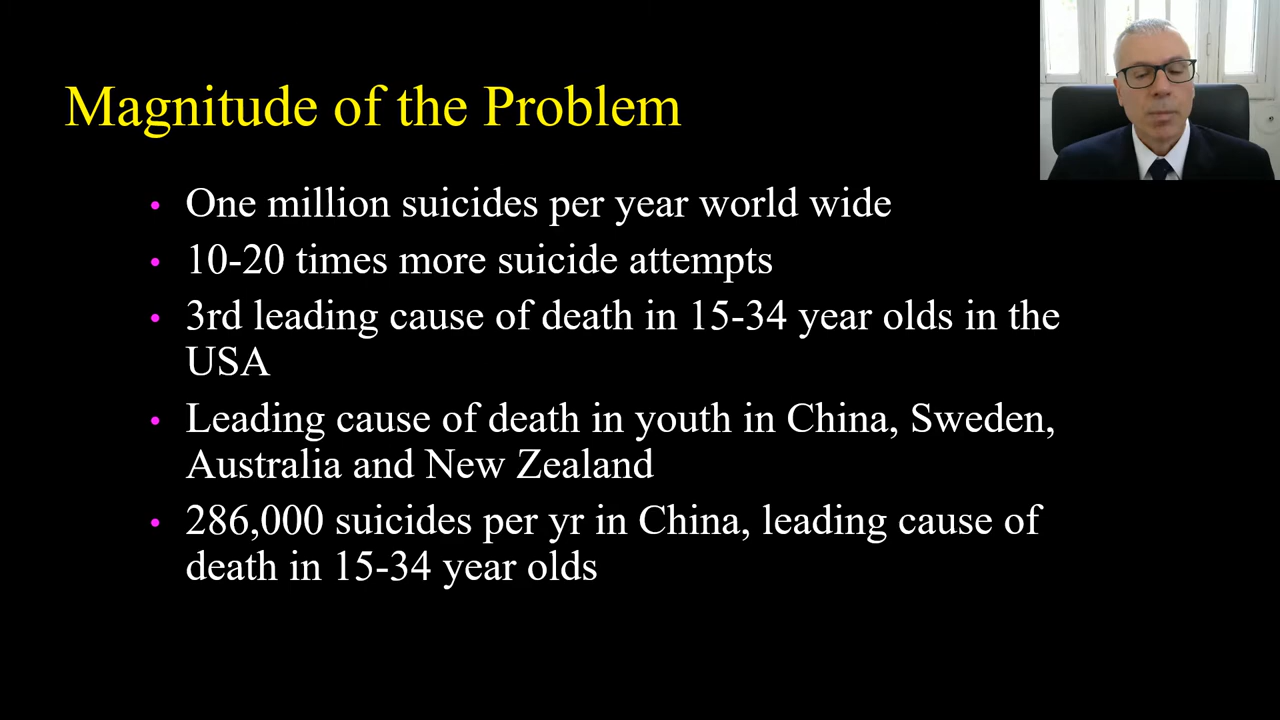 Magnitude of the Problem
• One million suicides per year world wide
• 10-20 times more suicide attempts
• 3rd leading cause of death in 15-34 year olds in the
USA
• Leading cause of death in youth in China, Sweden,
Australia and New Zealand
• 286,000 suicides per yr in China, leading cause of
death in 15-34 year olds